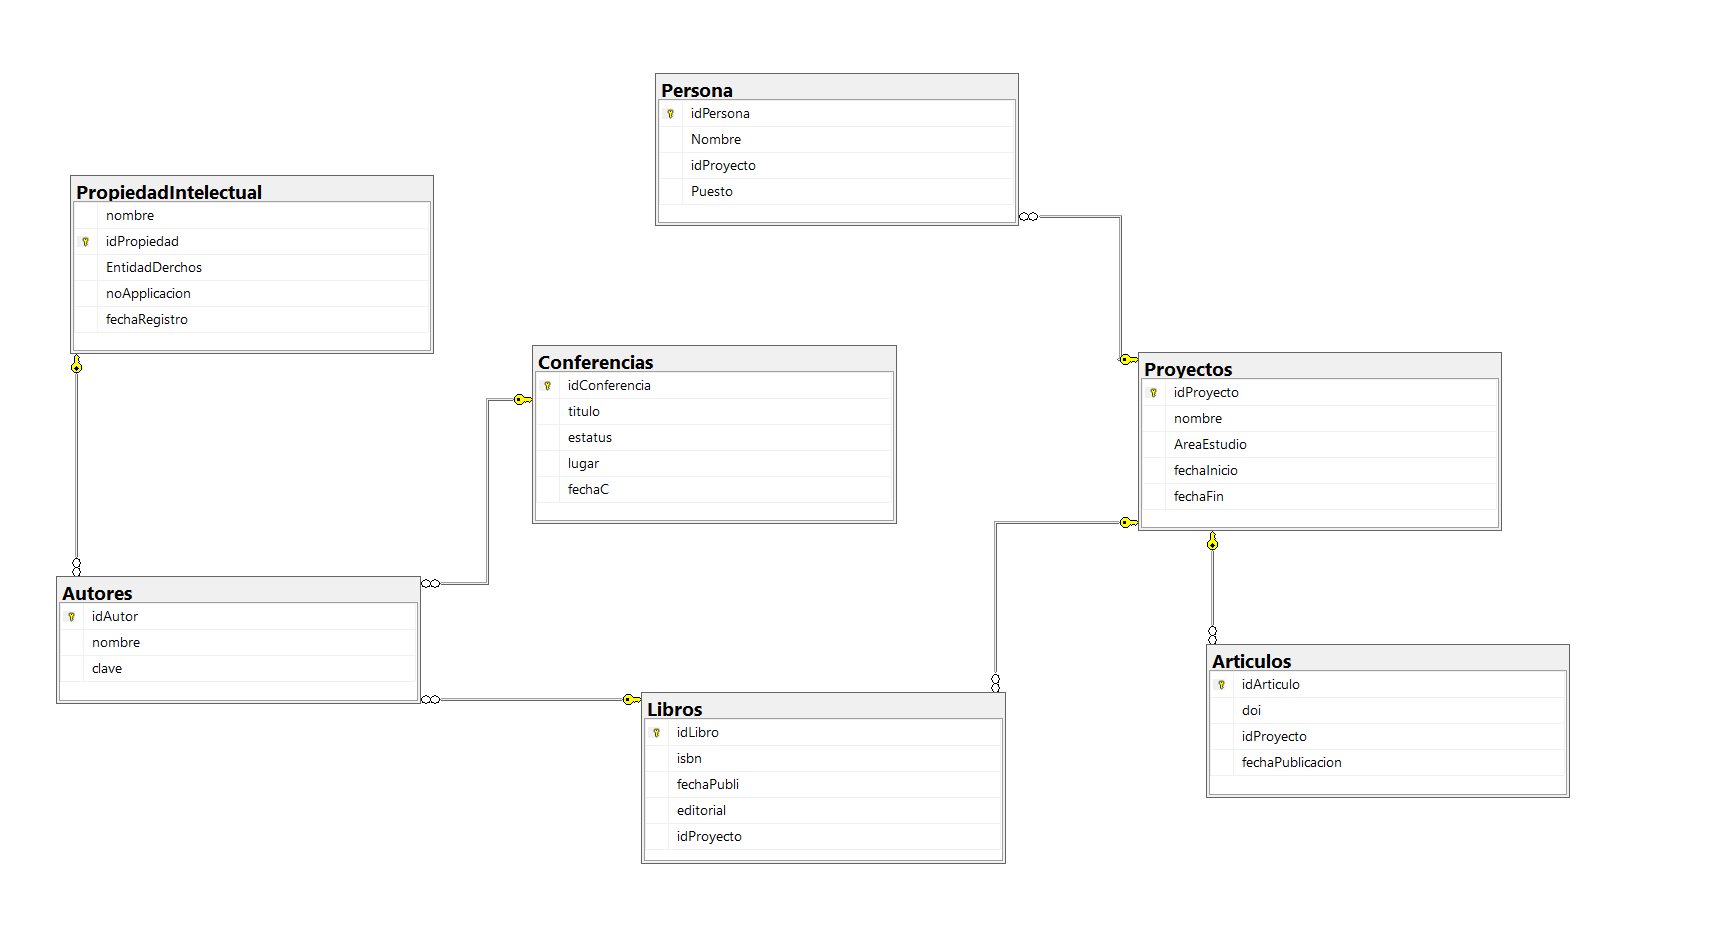 Persona
idPersona
Nombre
idProyecto
Puesto
PropiedadIntelectual
nombre
idPropiedad
EntidadDerchos
noApplicacion
fechaRegistro
Conferencias
idConferencia
titulo
estatus
lugar
fechaC
Proyectos
idProyecto
nombre
AreaEstudio
fechaInicio
fechaFin
Autores
idAutor
nombre
clave
Libros
idLibro
isbn
fechaPubli
editorial
idProyecto
Articulos
idArticulo
doi
idProyecto
fechaPublicacion